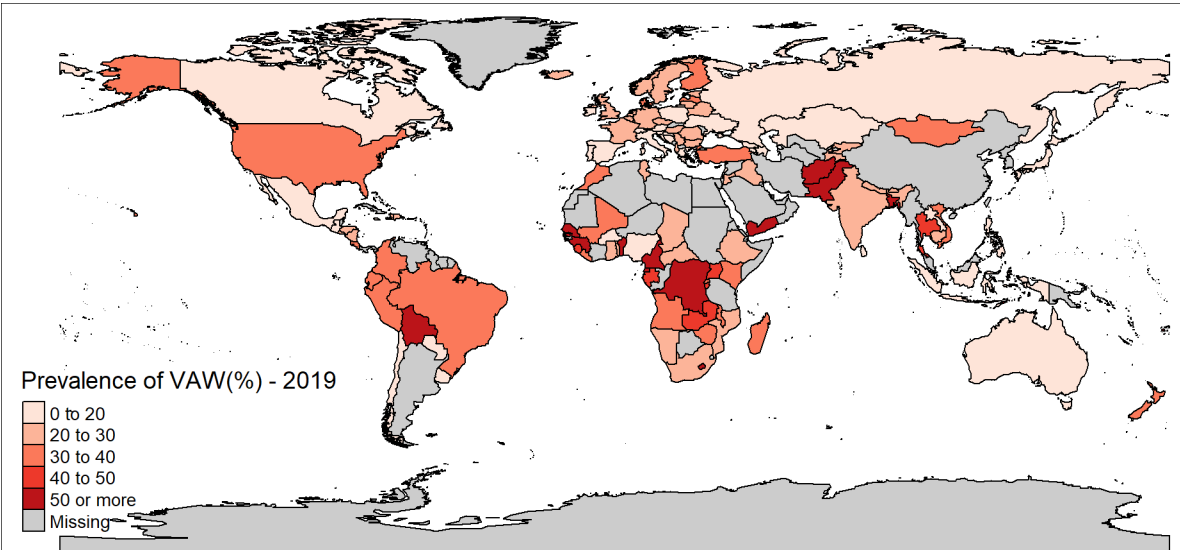 Prevalence of VAW(%) - 2019
0 to 20
20 to 30
30 to 40
40 to 50
50 or more
Missing